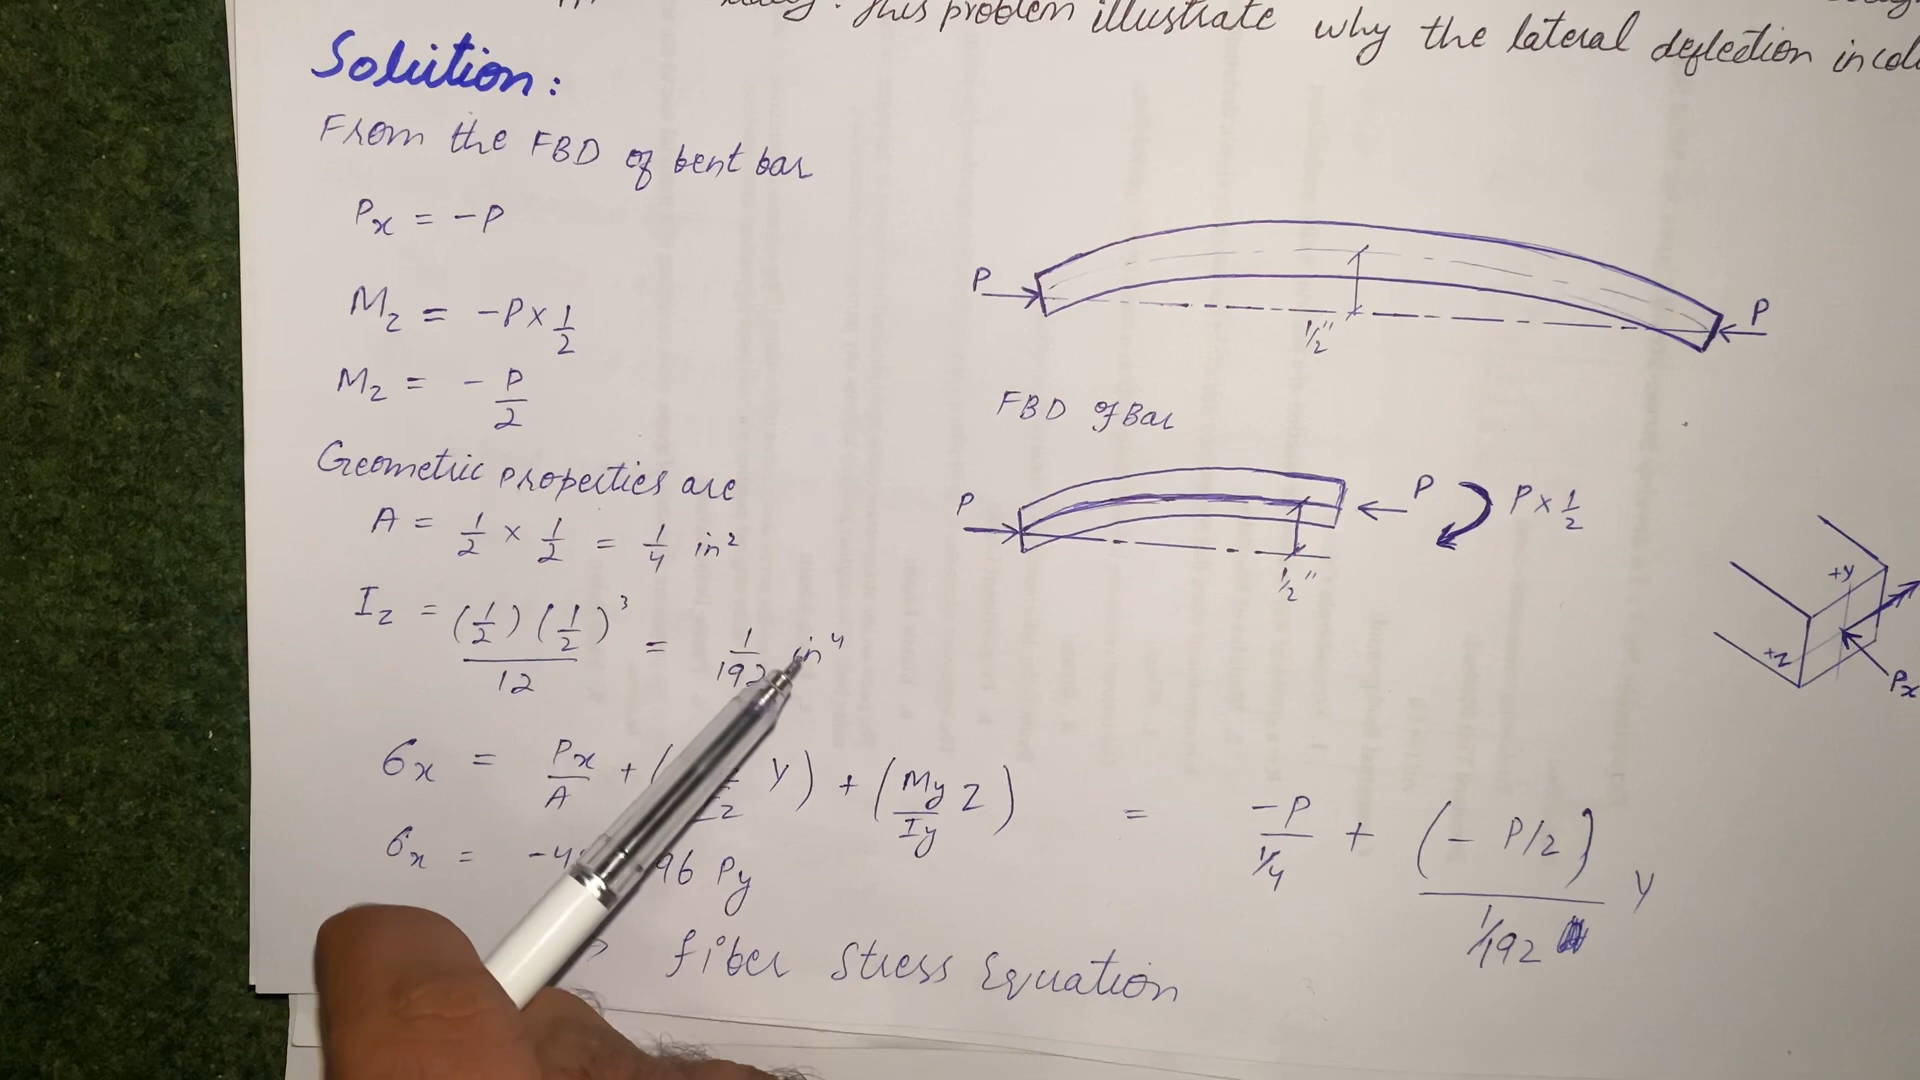 This problem illustrate why the lateral deflection in
Solution:
From the FBD of bent bar
Px = -P
Mz = -P × 1/2
Mz = - P/2
Geometric properties are
A = 1/2 × 1/2 = 1/4 in²
Iz = (1/2)(1/2)³/12 = 1/192 in⁴
σx = Px/A + ( y) + (My/Iy z) = -P/(1/4) + (-P/2)/(1/192) y
σx = 96 Py
Fiber Stress Equation
P
P
1/2"
FBD of Bar
P
P
P × 1/2
1/2"
+y
+z
Px